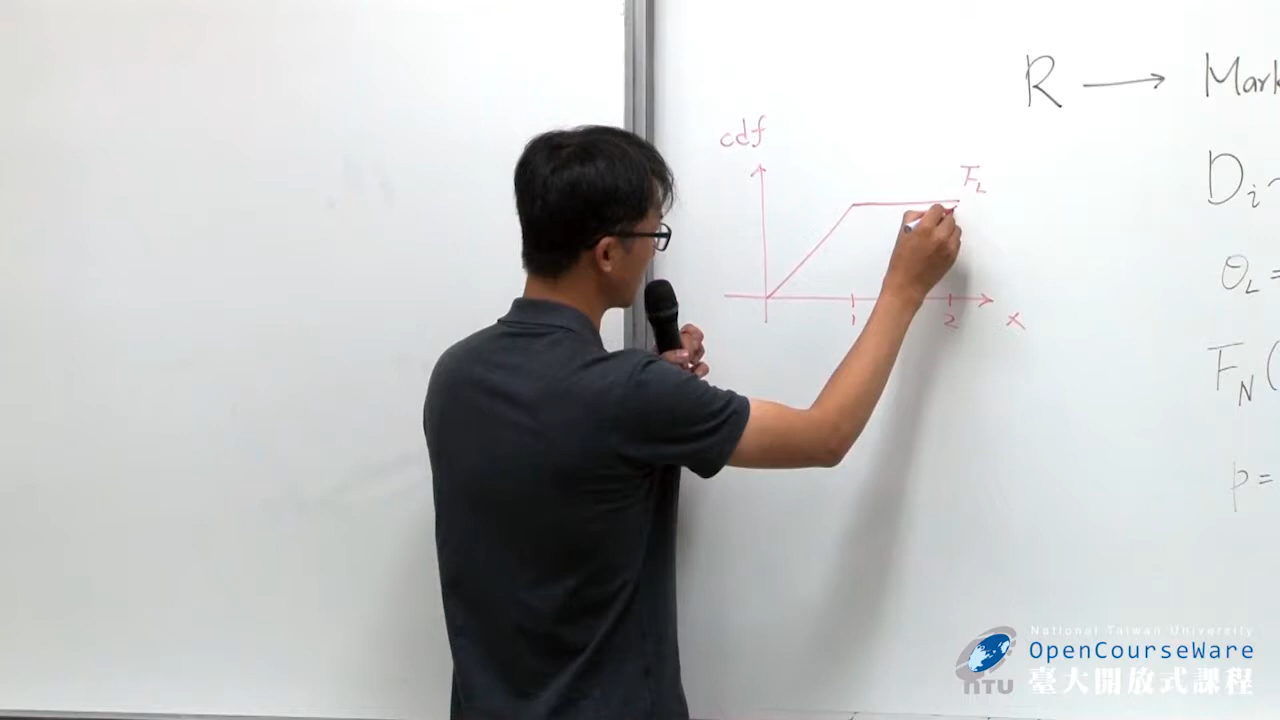 R → Mark
cdf
F_L
D_i ~
θ_L =
1 2 x
F_N (
p =
National Taiwan University
OpenCourseWare
NTU 臺大開放式課程